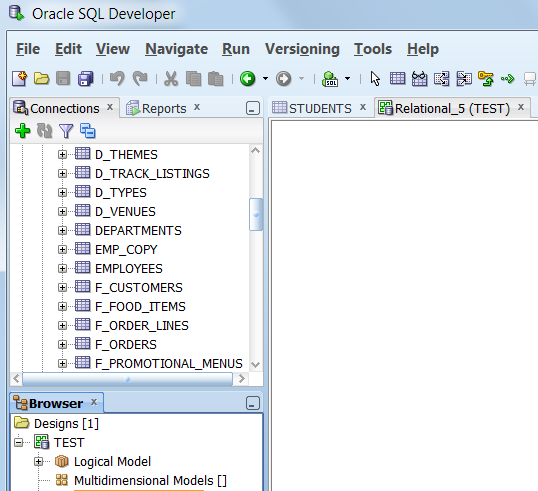 Oracle SQL Developer
File Edit View Navigate Run Versioning Tools Help
SQL
Connections x Reports x
STUDENTS x Relational_5 (TEST) x
D_THEMES
D_TRACK_LISTINGS
D_TYPES
D_VENUES
DEPARTMENTS
EMP_COPY
EMPLOYEES
F_CUSTOMERS
F_FOOD_ITEMS
F_ORDER_LINES
F_ORDERS
F_PROMOTIONAL_MENUS
Browser x
Designs [1]
TEST
Logical Model
Multidimensional Models []